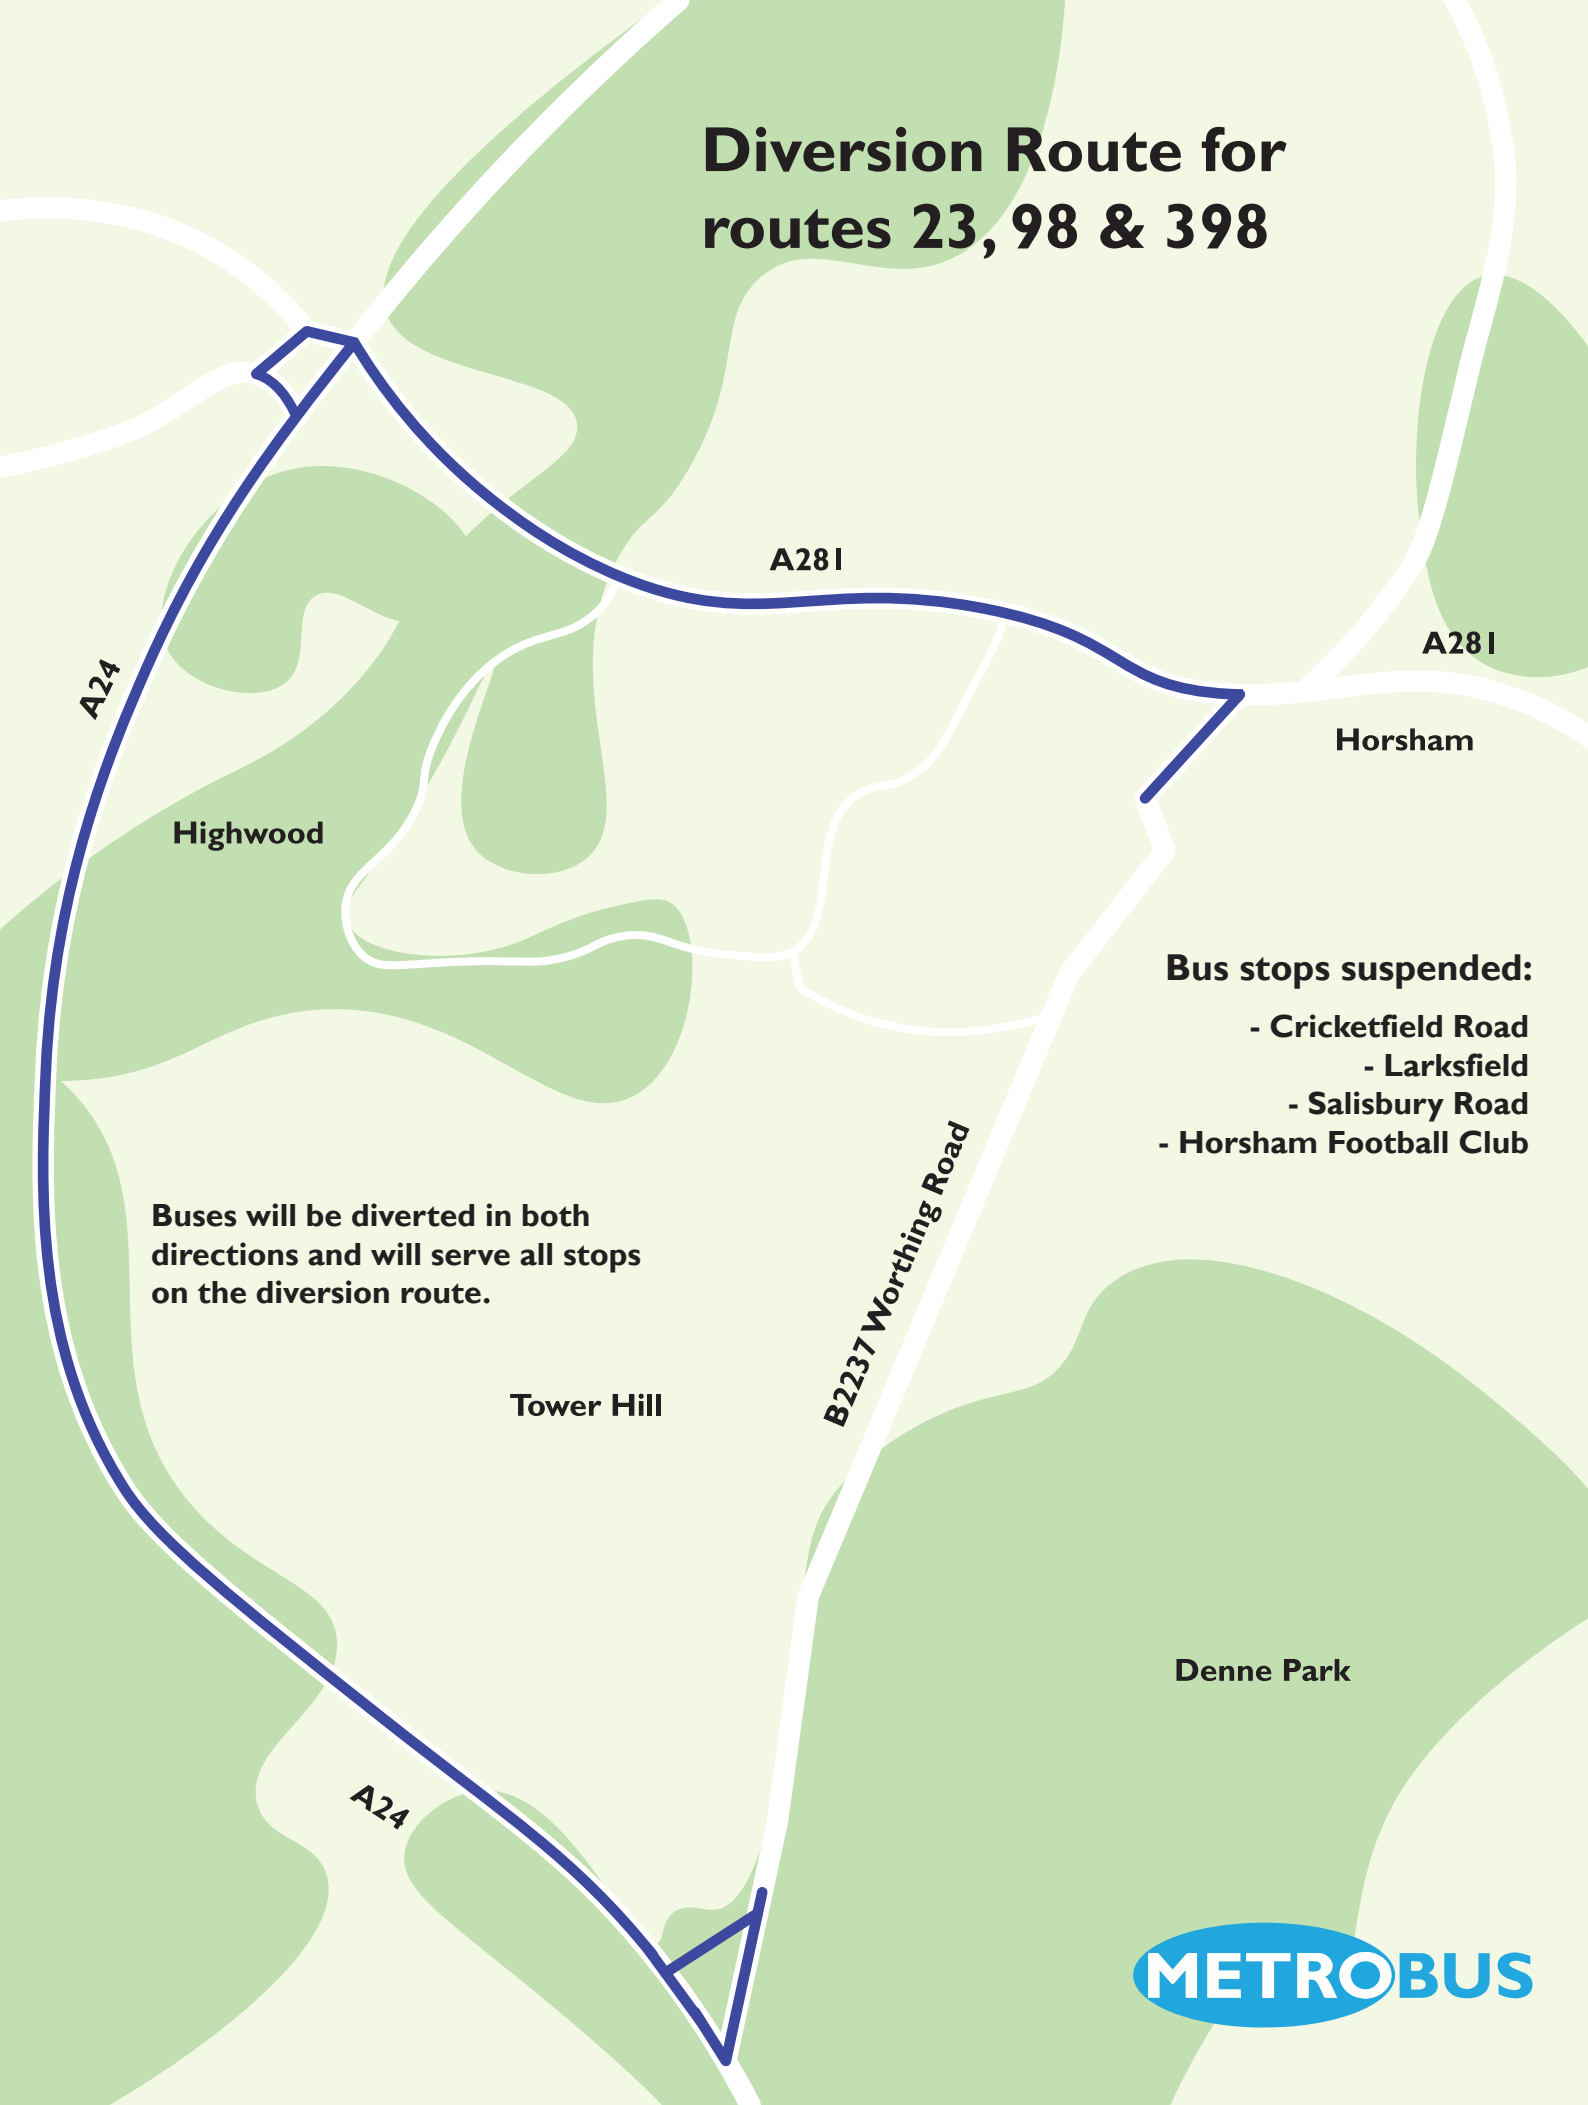 Diversion Route for
routes 23, 98 & 398
A281
A281
A24
Horsham
Highwood
Bus stops suspended:
- Cricketfield Road
- Larksfield
- Salisbury Road
- Horsham Football Club
B2237 Worthing Road
Buses will be diverted in both
directions and will serve all stops
on the diversion route.
Tower Hill
Denne Park
A24
METROBUS